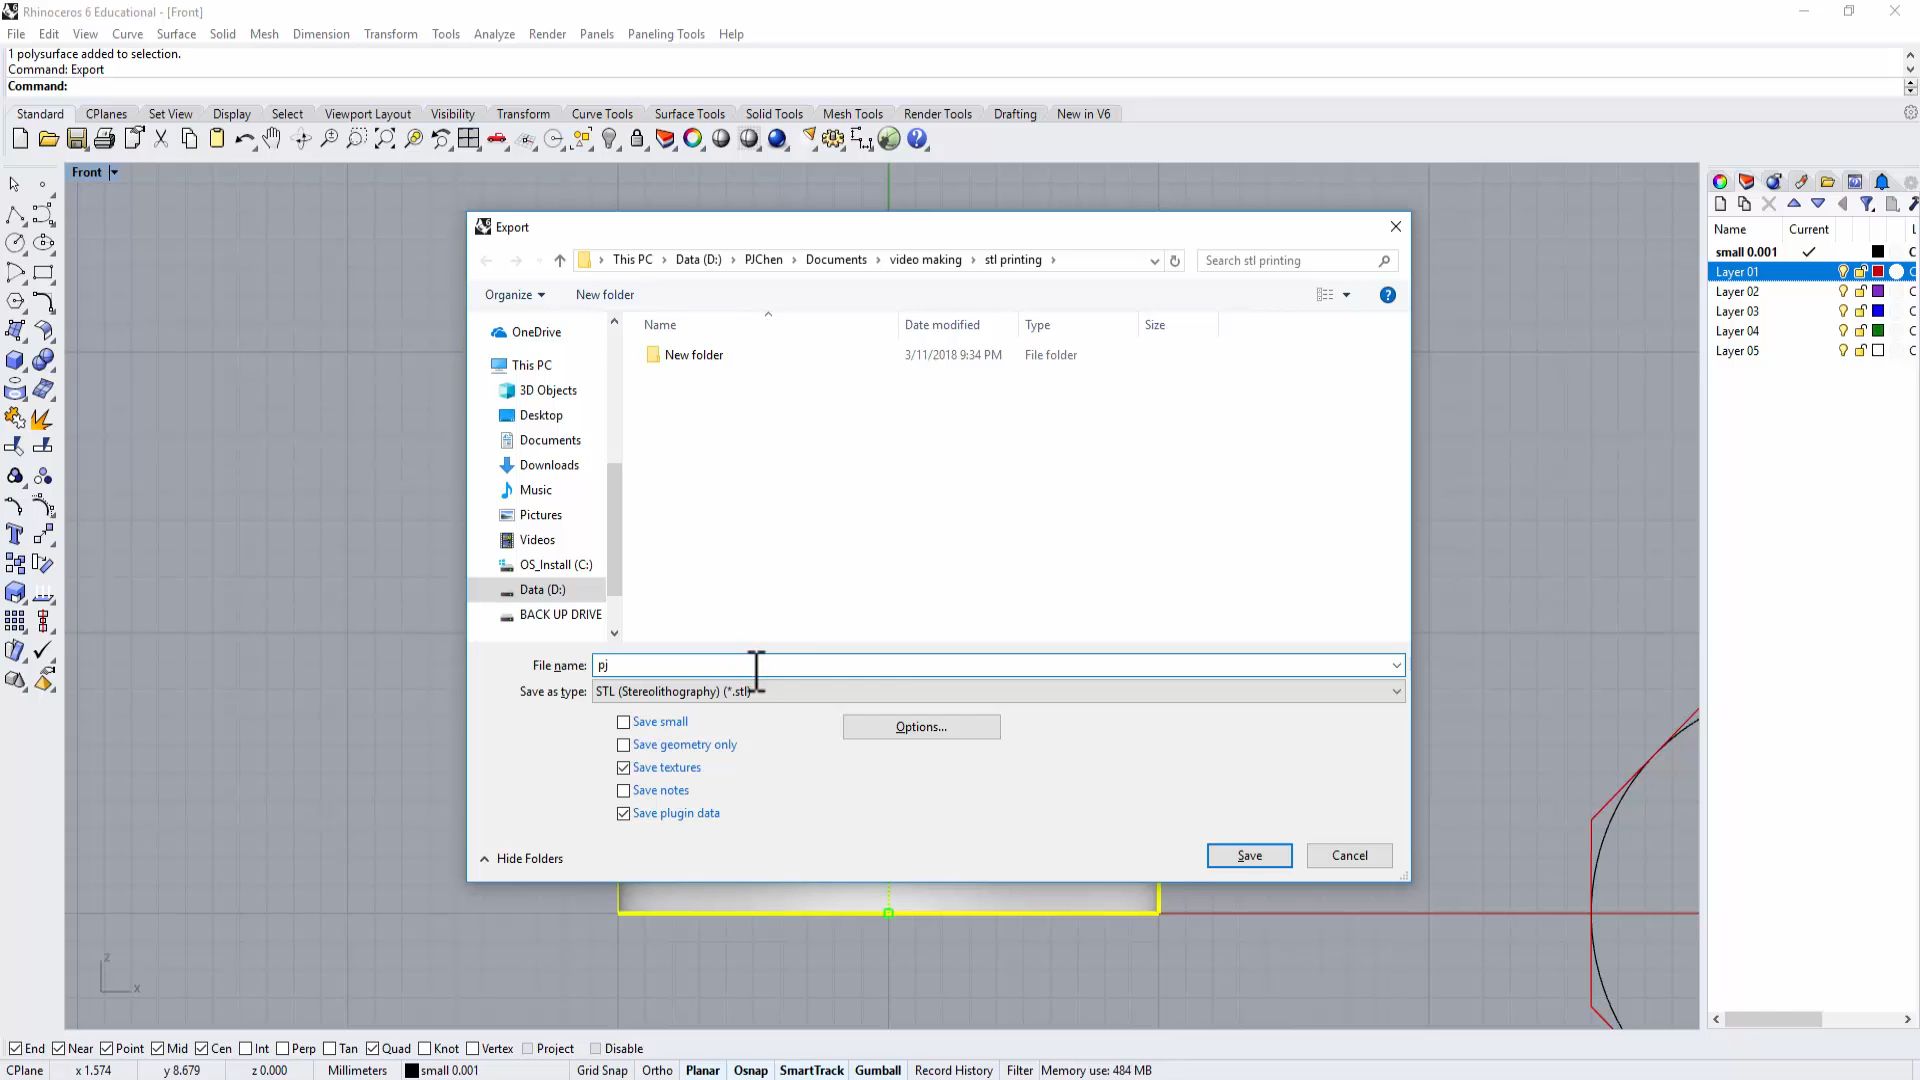 Rhinoceros 6 Educational - [Front]
File Edit View Curve Surface Solid Mesh Dimension Transform Tools Analyze Render Panels Paneling Tools Help
1 polysurface added to selection.
Command: Export
Command:
Standard CPlanes Set View Display Select Viewport Layout Visibility Transform Curve Tools Surface Tools Solid Tools Mesh Tools Render Tools Drafting New in V6
Front
Export
This PC > Data (D:) > PJChen > Documents > video making > stl printing >
Search stl printing
Organize New folder
Name Date modified Type Size
New folder 3/11/2018 9:34 PM File folder
OneDrive
This PC
3D Objects
Desktop
Documents
Downloads
Music
Pictures
Videos
OS_Install (C:)
Data (D:)
BACK UP DRIVE
File name: pj
Save as type: STL (Stereolithography) (*.stl)
Save small
Save geometry only
Save textures
Save notes
Save plugin data
Options...
Hide Folders
Save Cancel
Name Current L
small 0.001 C
Layer 01 C
Layer 02 C
Layer 03 C
Layer 04 C
Layer 05 C
z
x
End Near Point Mid Cen Int Perp Tan Quad Knot Vertex Project Disable
CPlane x 1.574 y 8.679 z 0.000 Millimeters small 0.001 Grid Snap Ortho Planar Osnap SmartTrack Gumball Record History Filter Memory use: 484 MB